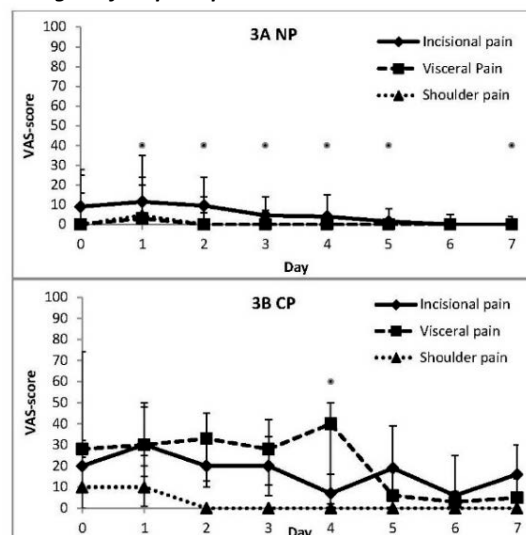 3A NP
Incisional pain
Visceral Pain
Shoulder pain
VAS-score
100
90
80
70
60
50
40
30
20
10
0
* * * * * *
0 1 2 3 4 5 6 7
Day
3B CP
Incisional pain
Visceral pain
Shoulder pain
VAS-score
100
90
80
70
60
50
40
30
20
10
0
*
0 1 2 3 4 5 6 7
Day